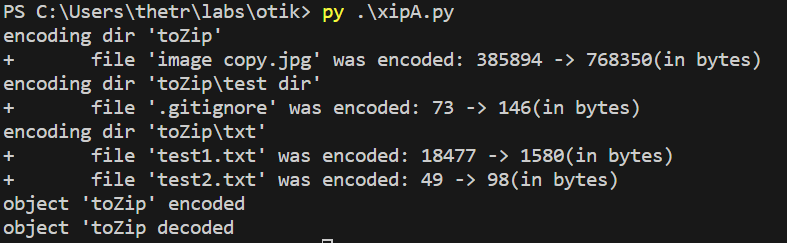 PS C:\Users\thetr\labs\otik> py .\xipA.py
encoding dir 'toZip'
+       file 'image copy.jpg' was encoded: 385894 -> 768350(in bytes)
encoding dir 'toZip\test dir'
+       file '.gitignore' was encoded: 73 -> 146(in bytes)
encoding dir 'toZip\txt'
+       file 'test1.txt' was encoded: 18477 -> 1580(in bytes)
+       file 'test2.txt' was encoded: 49 -> 98(in bytes)
object 'toZip' encoded
object 'toZip decoded